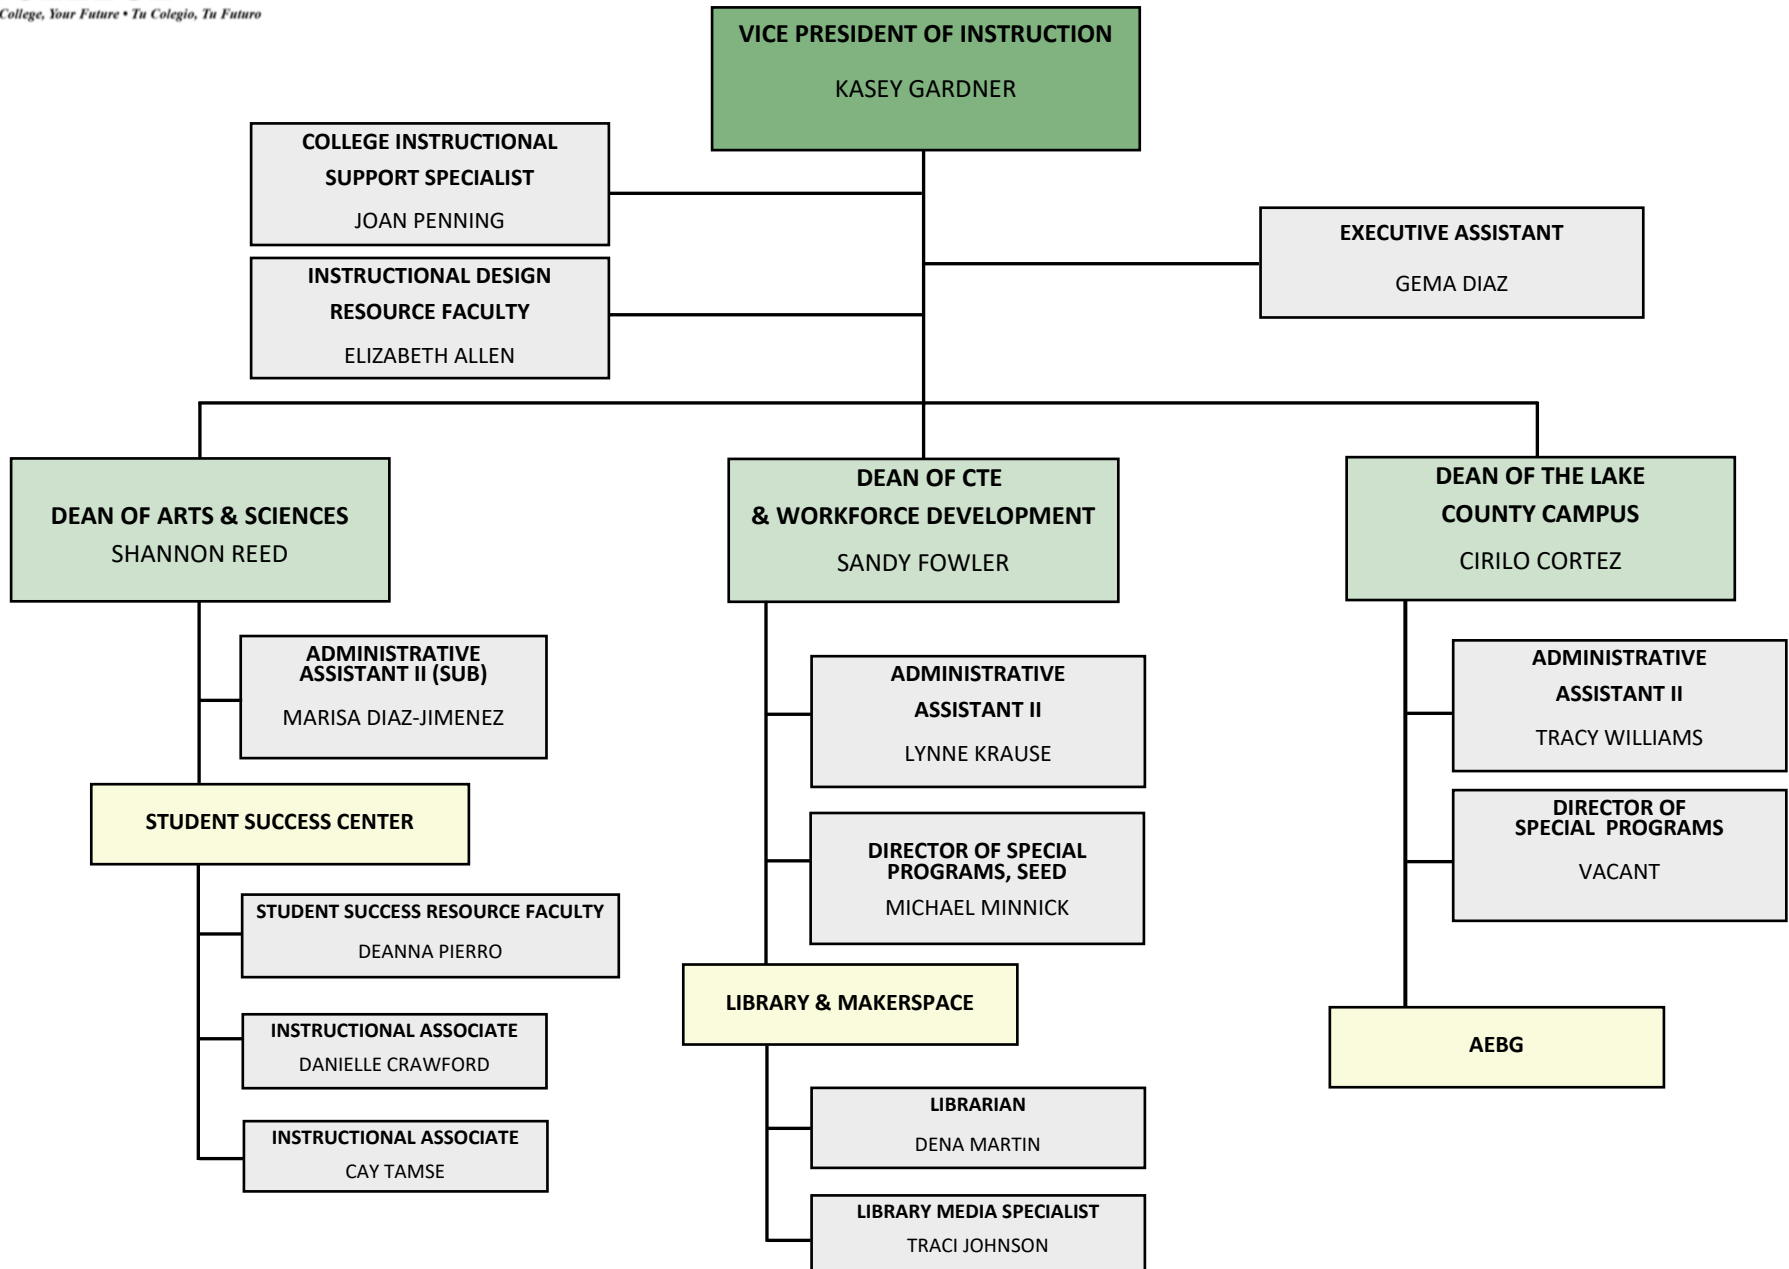 College, Your Future • Tu Colegio, Tu Futuro
VICE PRESIDENT OF INSTRUCTION
KASEY GARDNER
COLLEGE INSTRUCTIONAL
SUPPORT SPECIALIST
JOAN PENNING
EXECUTIVE ASSISTANT
GEMA DIAZ
INSTRUCTIONAL DESIGN
RESOURCE FACULTY
ELIZABETH ALLEN
DEAN OF ARTS & SCIENCES
SHANNON REED
DEAN OF CTE
& WORKFORCE DEVELOPMENT
SANDY FOWLER
DEAN OF THE LAKE
COUNTY CAMPUS
CIRILO CORTEZ
ADMINISTRATIVE
ASSISTANT II (SUB)
MARISA DIAZ-JIMENEZ
STUDENT SUCCESS CENTER
STUDENT SUCCESS RESOURCE FACULTY
DEANNA PIERRO
INSTRUCTIONAL ASSOCIATE
DANIELLE CRAWFORD
INSTRUCTIONAL ASSOCIATE
CAY TAMSE
ADMINISTRATIVE
ASSISTANT II
LYNNE KRAUSE
DIRECTOR OF SPECIAL
PROGRAMS, SEED
MICHAEL MINNICK
LIBRARY & MAKERSPACE
LIBRARIAN
DENA MARTIN
LIBRARY MEDIA SPECIALIST
TRACI JOHNSON
ADMINISTRATIVE
ASSISTANT II
TRACY WILLIAMS
DIRECTOR OF
SPECIAL PROGRAMS
VACANT
AEBG